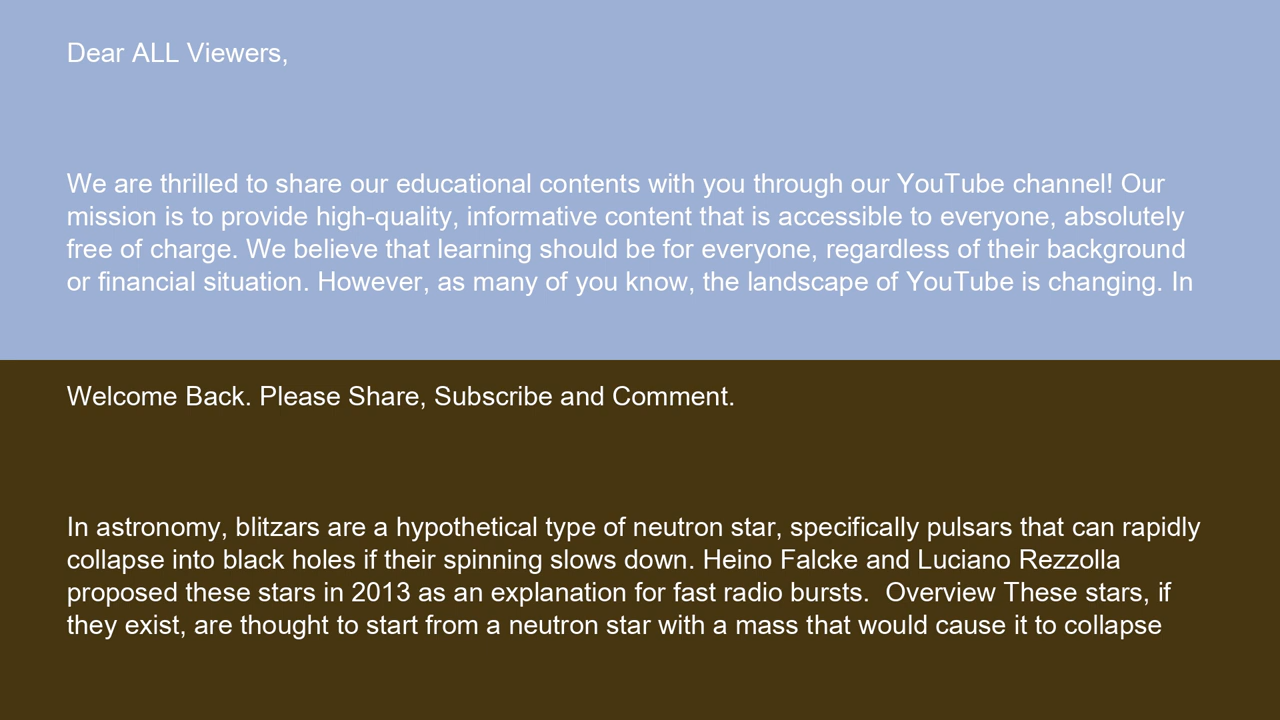 Dear ALL Viewers,
We are thrilled to share our educational contents with you through our YouTube channel! Our
mission is to provide high-quality, informative content that is accessible to everyone, absolutely
free of charge. We believe that learning should be for everyone, regardless of their background
or financial situation. However, as many of you know, the landscape of YouTube is changing. In
Welcome Back. Please Share, Subscribe and Comment.
In astronomy, blitzars are a hypothetical type of neutron star, specifically pulsars that can rapidly
collapse into black holes if their spinning slows down. Heino Falcke and Luciano Rezzolla
proposed these stars in 2013 as an explanation for fast radio bursts.  Overview These stars, if
they exist, are thought to start from a neutron star with a mass that would cause it to collapse